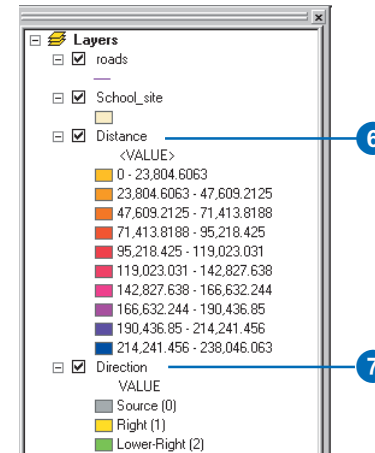 Layers
roads
School_site
Distance
6
<VALUE>
0 - 23,804.6063
23,804.6063 - 47,609.2125
47,609.2125 - 71,413.8188
71,413.8188 - 95,218.425
95,218.425 - 119,023.031
119,023.031 - 142,827.638
142,827.638 - 166,632.244
166,632.244 - 190,436.85
190,436.85 - 214,241.456
214,241.456 - 238,046.063
Direction
7
VALUE
Source (0)
Right (1)
Lower-Right (2)